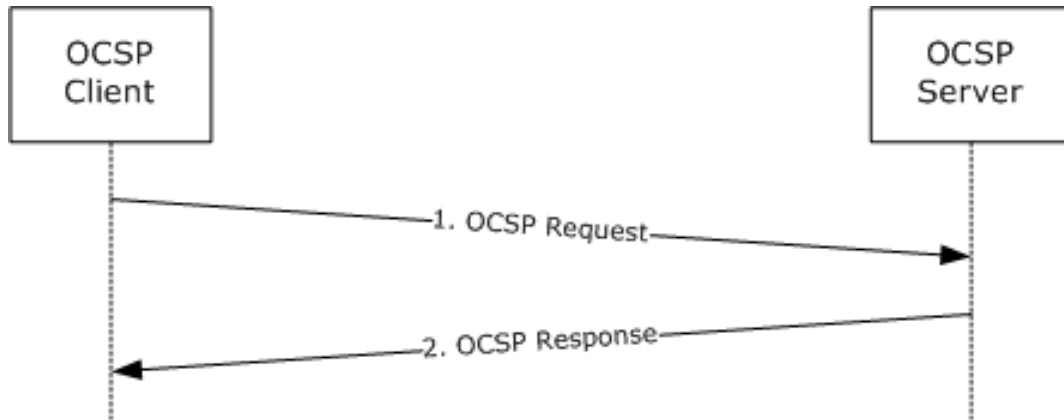 OCSP
Client
OCSP
Server
1. OCSP Request
2. OCSP Response